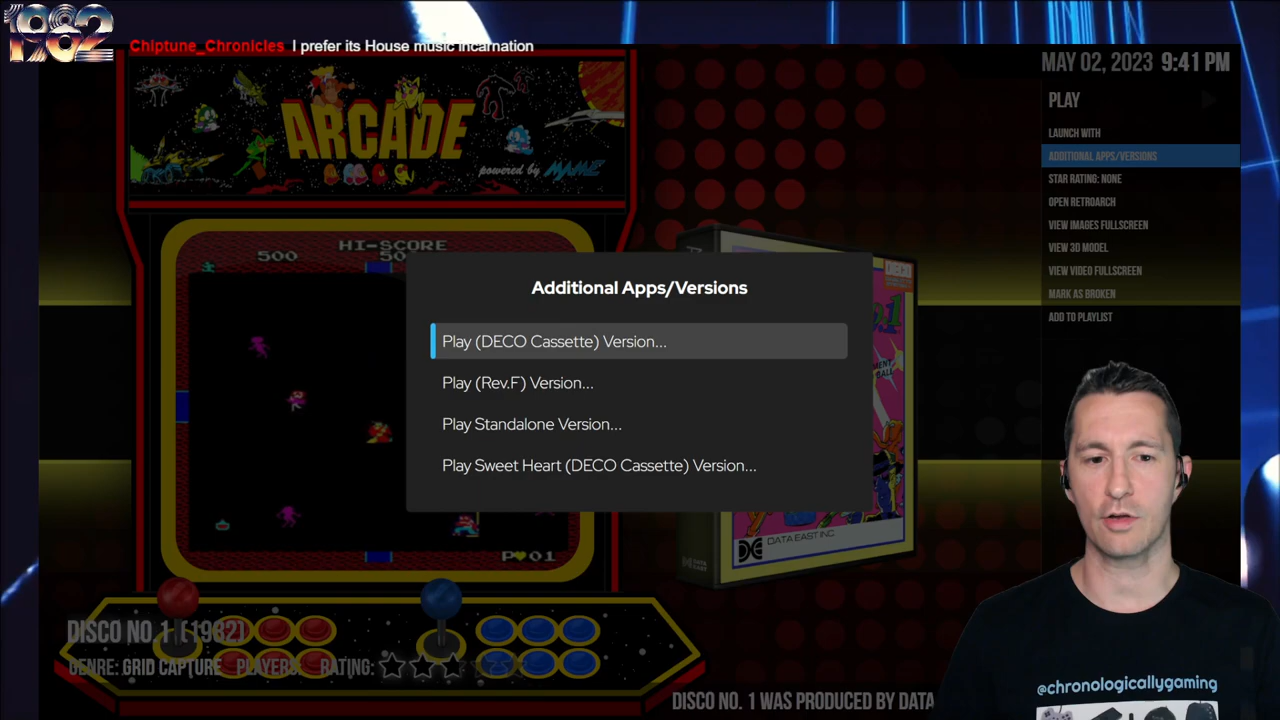 1982
Chiptune_Chronicles I prefer its House music incarnation
MAY 02, 2023 9:41 PM
PLAY
LAUNCH WITH
ADDITIONAL APPS/VERSIONS
STAR RATING: NONE
OPEN RETROARCH
VIEW IMAGES FULLSCREEN
VIEW 3D MODEL
VIEW VIDEO FULLSCREEN
MARK AS BROKEN
ADD TO PLAYLIST
ARCADE
powered by MAME
HI-SCORE
500
Additional Apps/Versions
Play (DECO Cassette) Version...
Play (Rev.F) Version...
Play Standalone Version...
Play Sweet Heart (DECO Cassette) Version...
DECO
DATA EAST INC.
P♥01
DISCO NO. 1 (1982)
GENRE: GRID CAPTURE PLAYERS: RATING:
DISCO NO. 1 WAS PRODUCED BY DATA
@chronologicallygaming